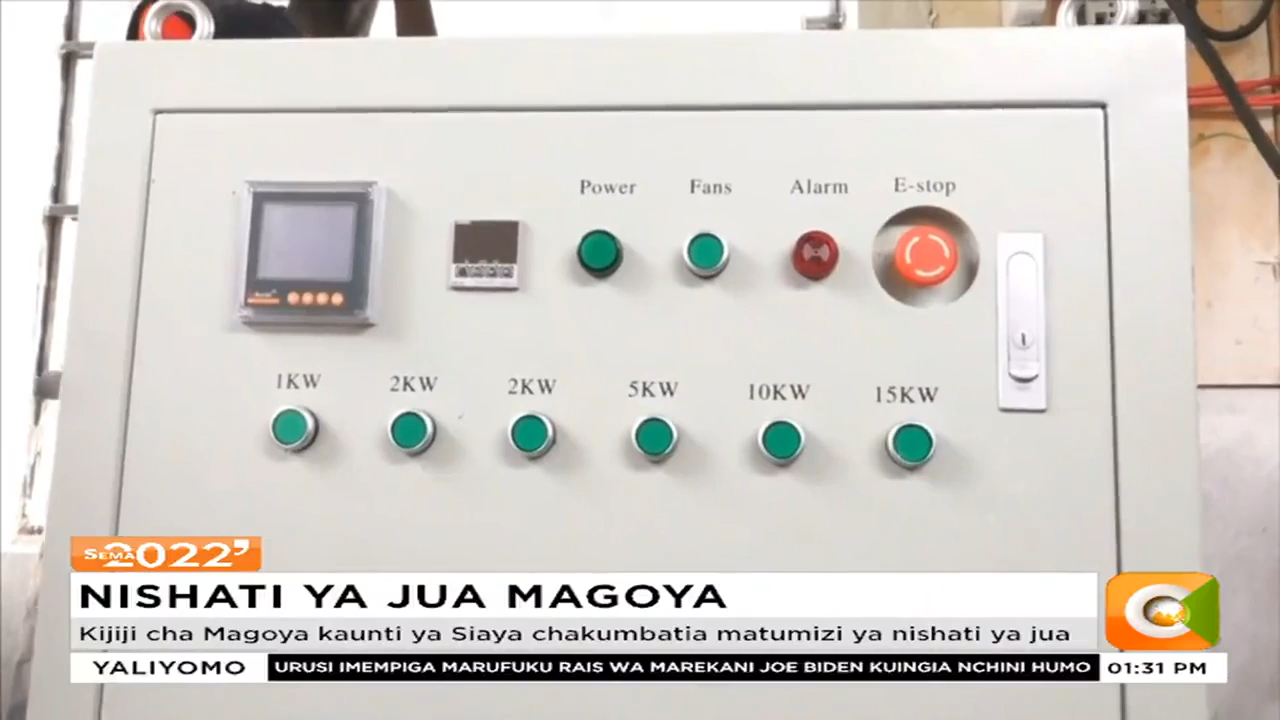 Power Fans Alarm E-stop
1KW 2KW 2KW 5KW 10KW 15KW
SEMA 2022’
NISHATI YA JUA MAGOYA
Kijiji cha Magoya kaunti ya Siaya chakumbatia matumizi ya nishati ya jua
YALIYOMO URUSI IMEMPIGA MARUFUKU RAIS WA MAREKANI JOE BIDEN KUINGIA NCHINI HUMO 01:31 PM